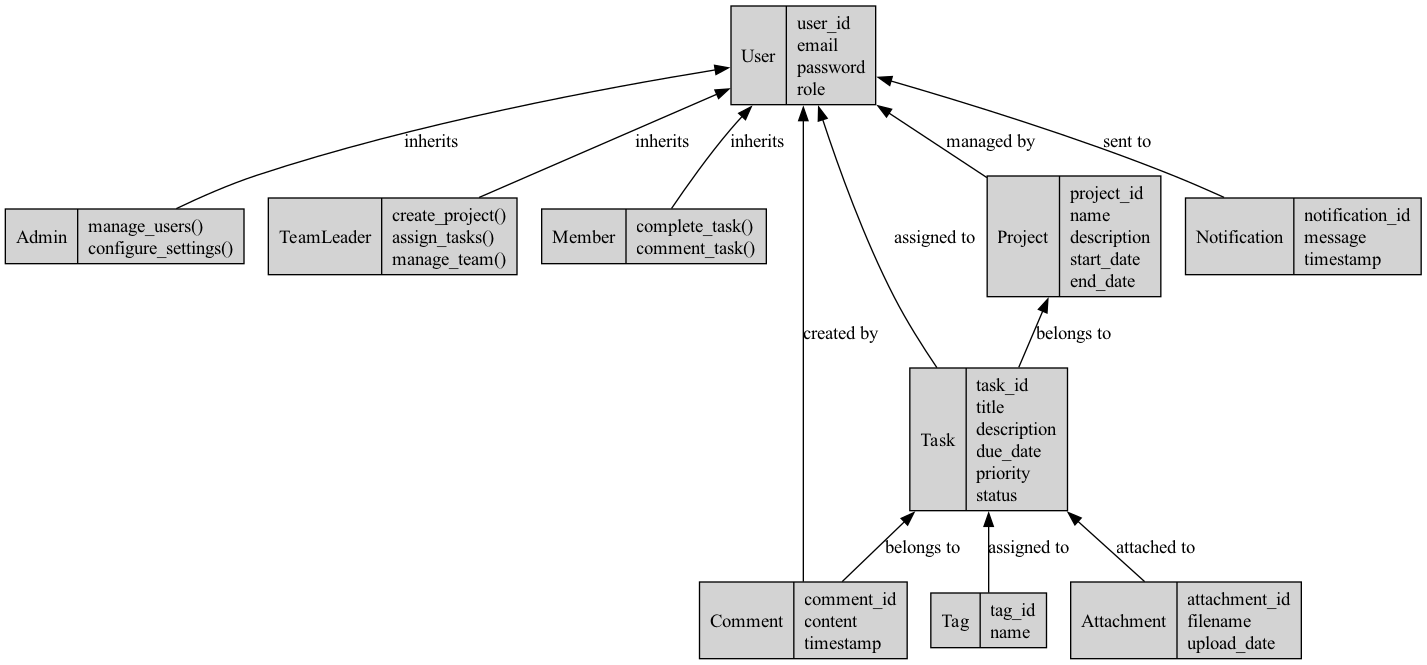 User
user_id
email
password
role
inherits
inherits
inherits
managed by
sent to
Admin
manage_users()
configure_settings()
TeamLeader
create_project()
assign_tasks()
manage_team()
Member
complete_task()
comment_task()
assigned to
Project
project_id
name
description
start_date
end_date
Notification
notification_id
message
timestamp
created by
belongs to
Task
task_id
title
description
due_date
priority
status
belongs to
assigned to
attached to
Comment
comment_id
content
timestamp
Tag
tag_id
name
Attachment
attachment_id
filename
upload_date